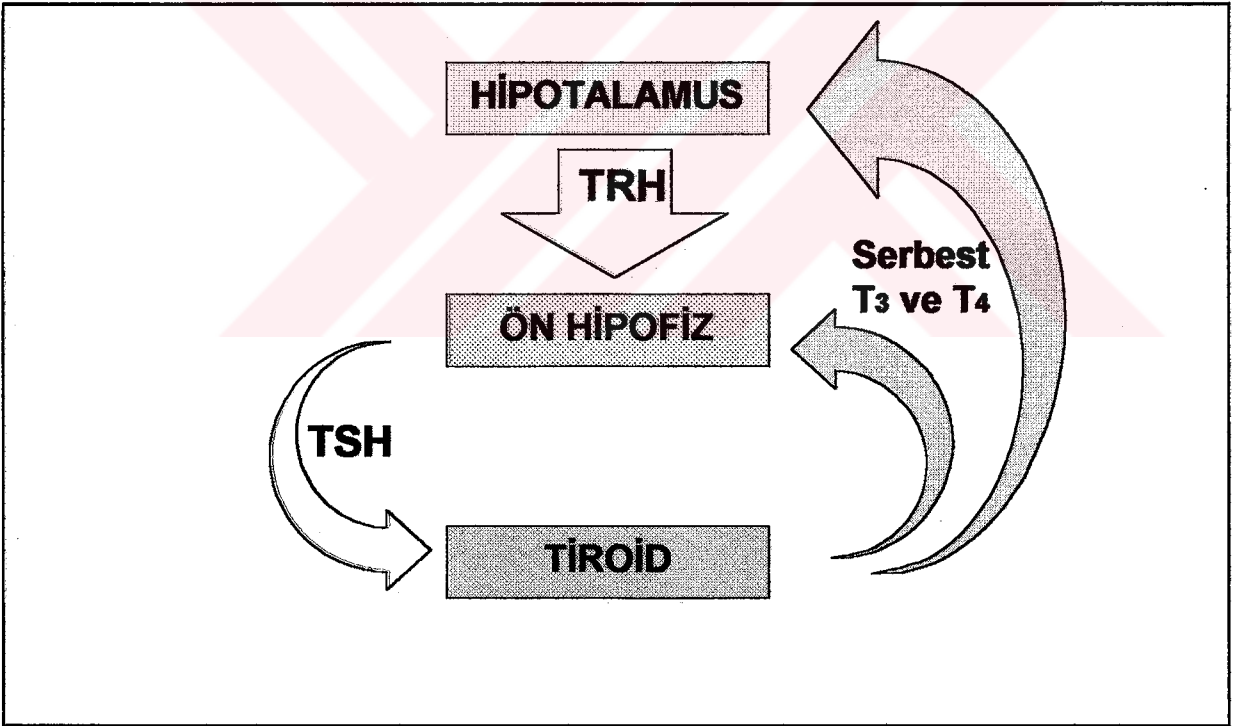 HİPOTALAMUS
TRH
Serbest
T3 ve T4
ÖN HİPOFİZ
TSH
TİROİD